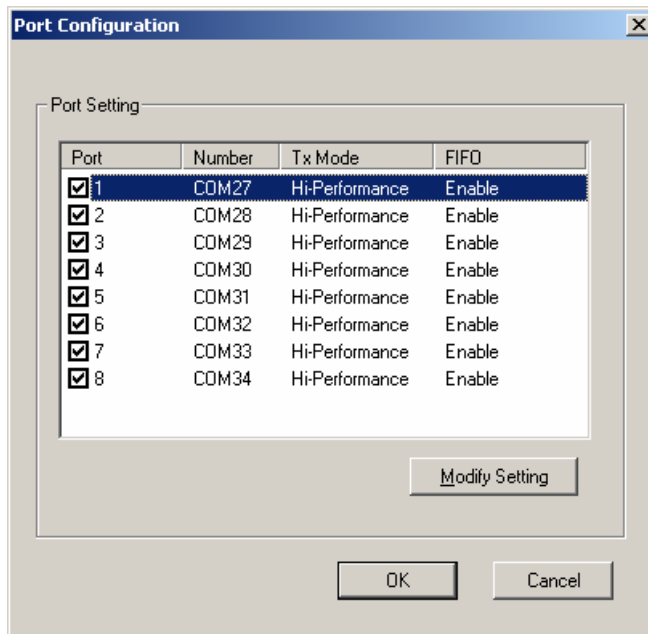 Port Configuration
Port Setting
Port Number Tx Mode FIFO
1 COM27 Hi-Performance Enable
2 COM28 Hi-Performance Enable
3 COM29 Hi-Performance Enable
4 COM30 Hi-Performance Enable
5 COM31 Hi-Performance Enable
6 COM32 Hi-Performance Enable
7 COM33 Hi-Performance Enable
8 COM34 Hi-Performance Enable
Modify Setting
OK Cancel